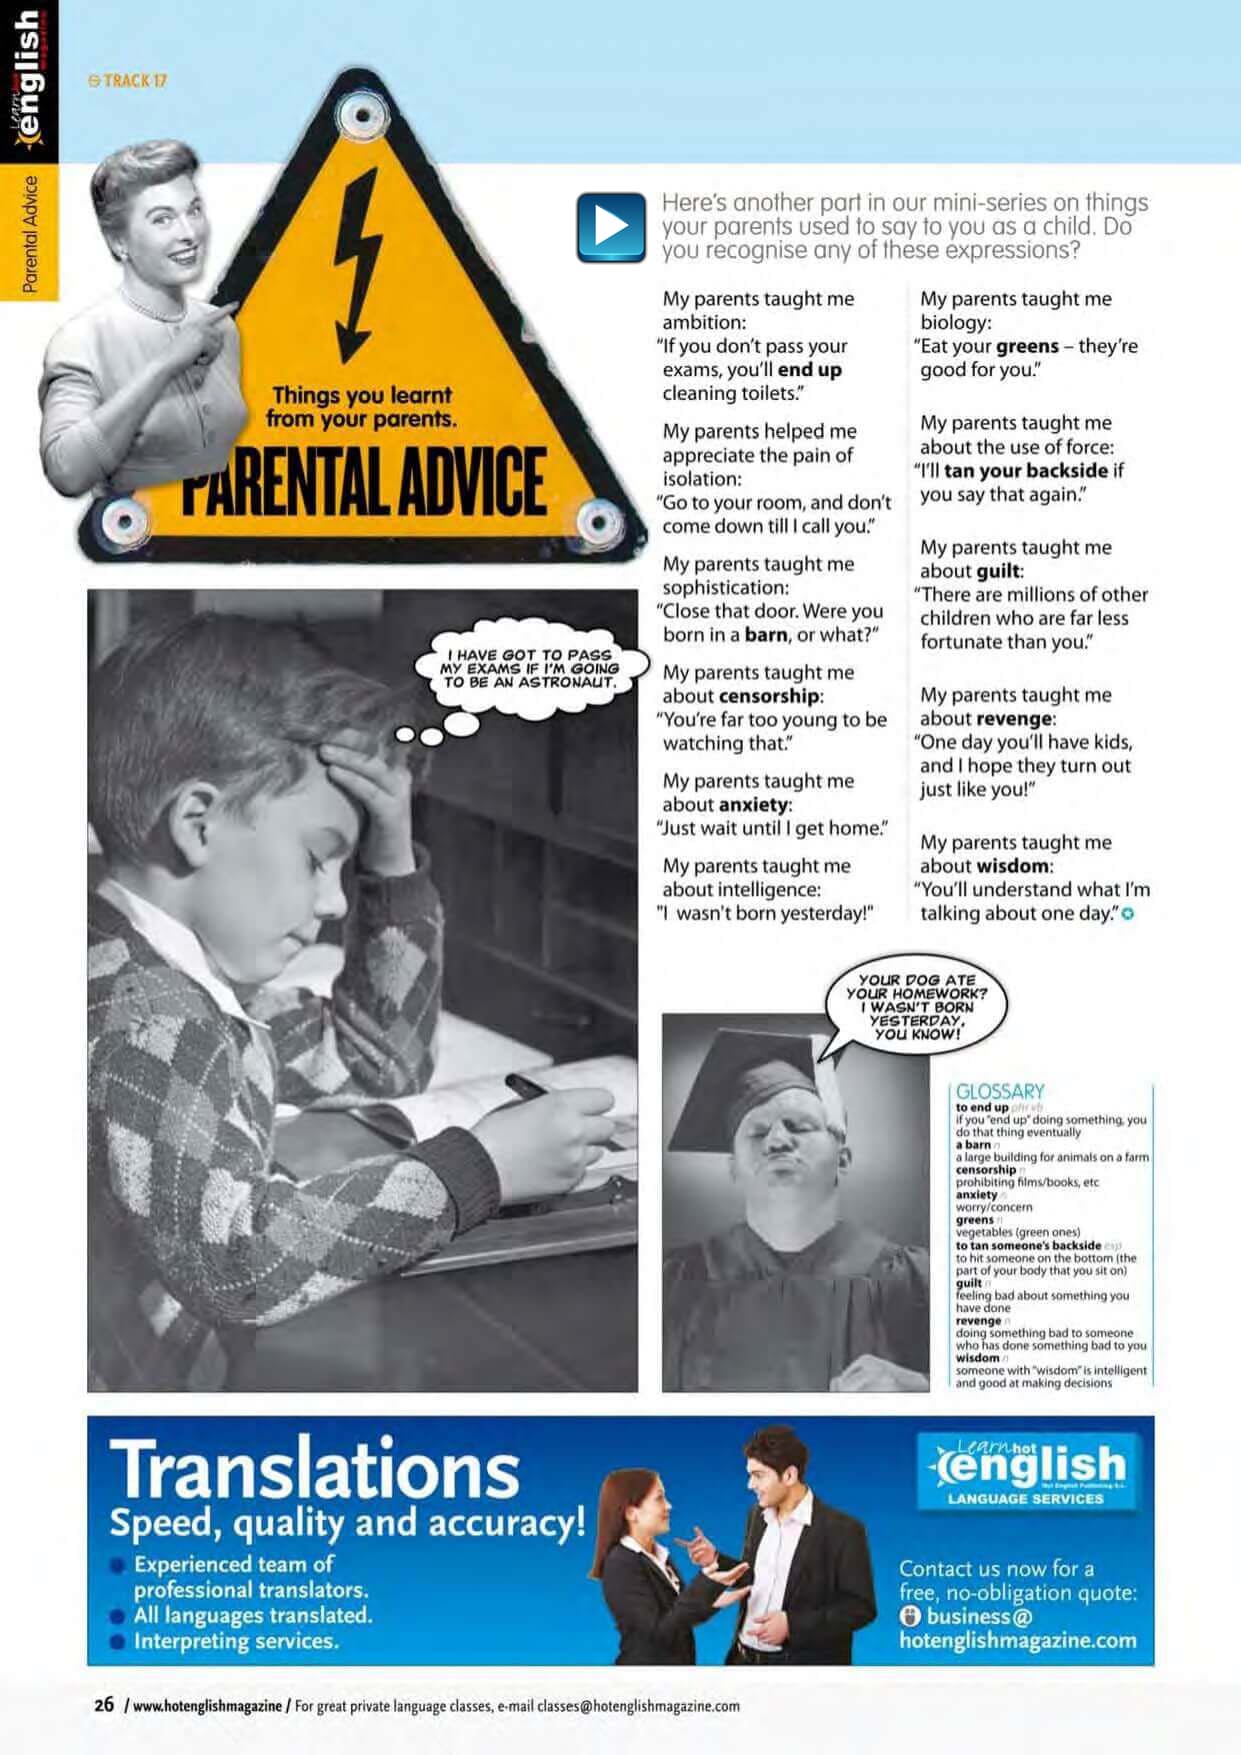 Learn hot
english
magazine
Parental Advice
TRACK 17
Things you learnt
from your parents.
PARENTAL ADVICE
Here's another part in our mini-series on things
your parents used to say to you as a child. Do
you recognise any of these expressions?
My parents taught me
ambition:
"If you don't pass your
exams, you'll end up
cleaning toilets."
My parents helped me
appreciate the pain of
isolation:
"Go to your room, and don't
come down till I call you."
My parents taught me
sophistication:
"Close that door. Were you
born in a barn, or what?"
My parents taught me
about censorship:
"You're far too young to be
watching that."
My parents taught me
about anxiety:
"Just wait until I get home."
My parents taught me
about intelligence:
"I wasn't born yesterday!"
My parents taught me
biology:
"Eat your greens – they're
good for you."
My parents taught me
about the use of force:
"I'll tan your backside if
you say that again."
My parents taught me
about guilt:
"There are millions of other
children who are far less
fortunate than you."
My parents taught me
about revenge:
"One day you'll have kids,
and I hope they turn out
just like you!"
My parents taught me
about wisdom:
"You'll understand what I'm
talking about one day."
I HAVE GOT TO PASS
MY EXAMS IF I'M GOING
TO BE AN ASTRONAUT.
YOUR DOG ATE
YOUR HOMEWORK?
I WASN'T BORN
YESTERDAY,
YOU KNOW!
GLOSSARY
to end up phr vb
if you "end up" doing something, you
do that thing eventually
a barn n
a large building for animals on a farm
censorship n
prohibiting films/books, etc
anxiety n
worry/concern
greens n
vegetables (green ones)
to tan someone's backside exp
to hit someone on the bottom (the
part of your body that you sit on)
guilt n
feeling bad about something you
have done
revenge n
doing something bad to someone
who has done something bad to you
wisdom n
someone with "wisdom" is intelligent
and good at making decisions
Translations
Speed, quality and accuracy!
Experienced team of
professional translators.
All languages translated.
Interpreting services.
Learn hot
english
Hot English Publishing S.L.
LANGUAGE SERVICES
Contact us now for a
free, no-obligation quote:
business@
hotenglishmagazine.com
26 / www.hotenglishmagazine / For great private language classes, e-mail classes@hotenglishmagazine.com